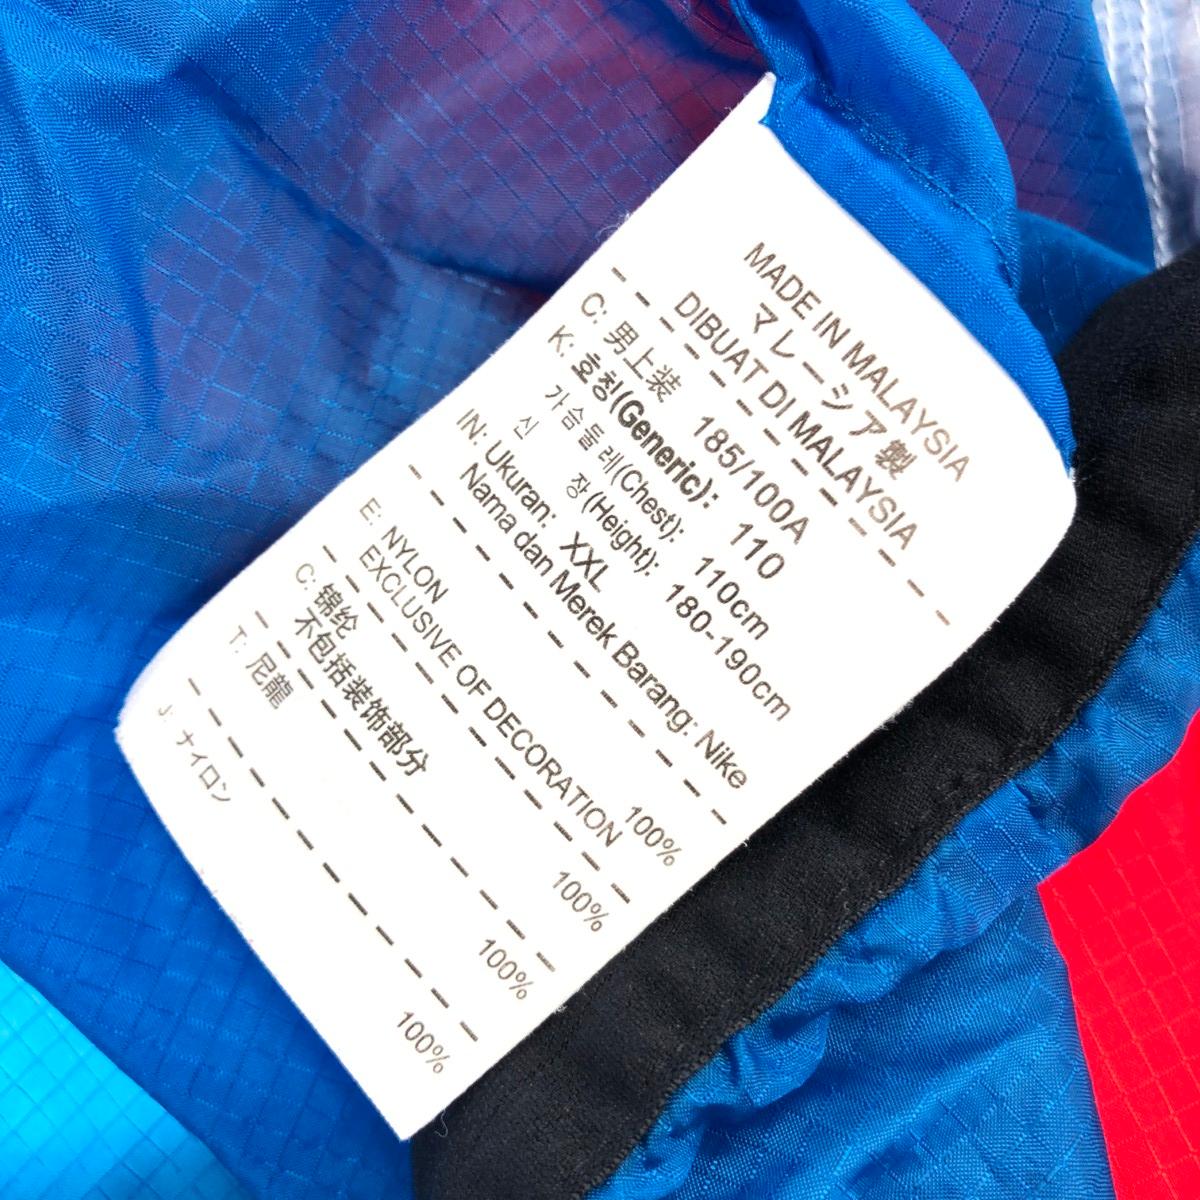 MADE IN MALAYSIA
マレーシア製
DIBUAT DI MALAYSIA
C: 男上装 185/100A
K: 호칭(Generic): 110
가슴둘레(Chest): 110cm
신 장(Height): 180-190cm
IN: Ukuran: XXL
Nama dan Merek Barang: Nike
E: NYLON 100%
EXCLUSIVE OF DECORATION
C: 锦纶 100%
不包括装饰部分
T: 尼龍 100%
J: ナイロン 100%